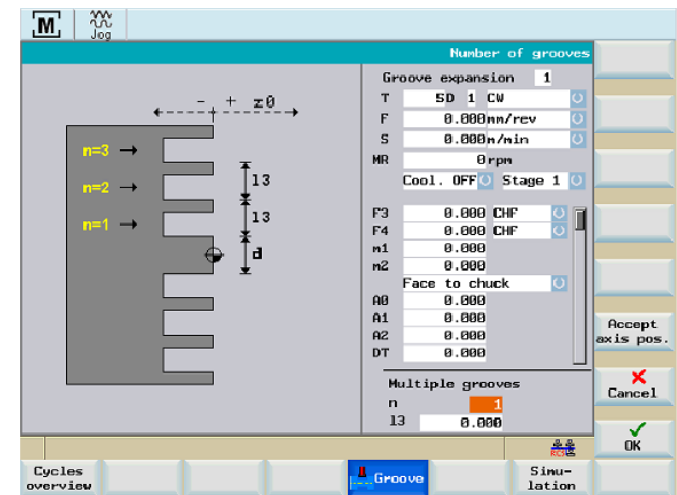 M
Jog
Number of grooves
Groove expansion 1
T 5D 1 CW
F 0.000 mm/rev
S 0.000 m/min
MR 0 rpm
Cool. OFF Stage 1
F3 0.000 CHF
F4 0.000 CHF
m1 0.000
m2 0.000
Face to chuck
A0 0.000
A1 0.000
A2 0.000
DT 0.000
Multiple grooves
n 1
l3 0.000
- + z0
n=3
n=2
n=1
l3
l3
d
Accept
axis pos.
Cancel
OK
Cycles
overview
Groove
Simu-
lation